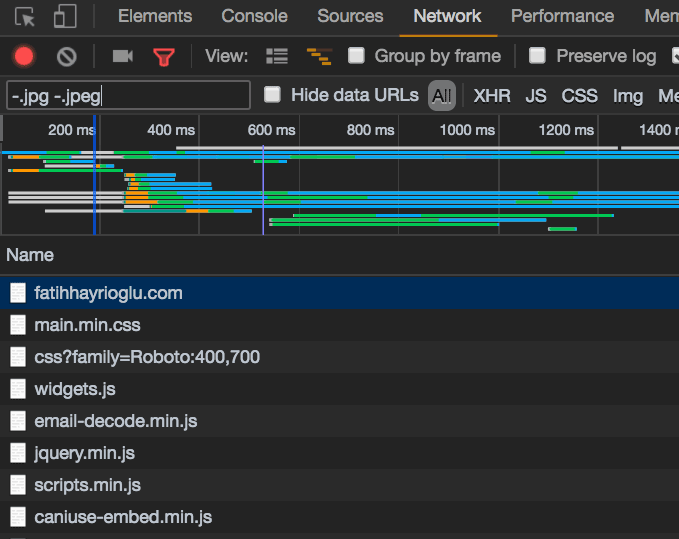 Elements Console Sources Network Performance Mem
View: Group by frame Preserve log
-.jpg -.jpeg Hide data URLs All XHR JS CSS Img Me
200 ms 400 ms 600 ms 800 ms 1000 ms 1200 ms 1400 m
Name
fatihhayrioglu.com
main.min.css
css?family=Roboto:400,700
widgets.js
email-decode.min.js
jquery.min.js
scripts.min.js
caniuse-embed.min.js